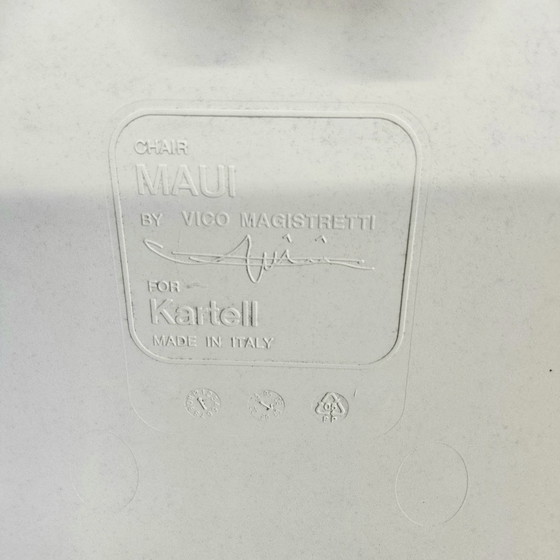 CHAIR
MAUI
BY VICO MAGISTRETTI
FOR
Kartell
MADE IN ITALY